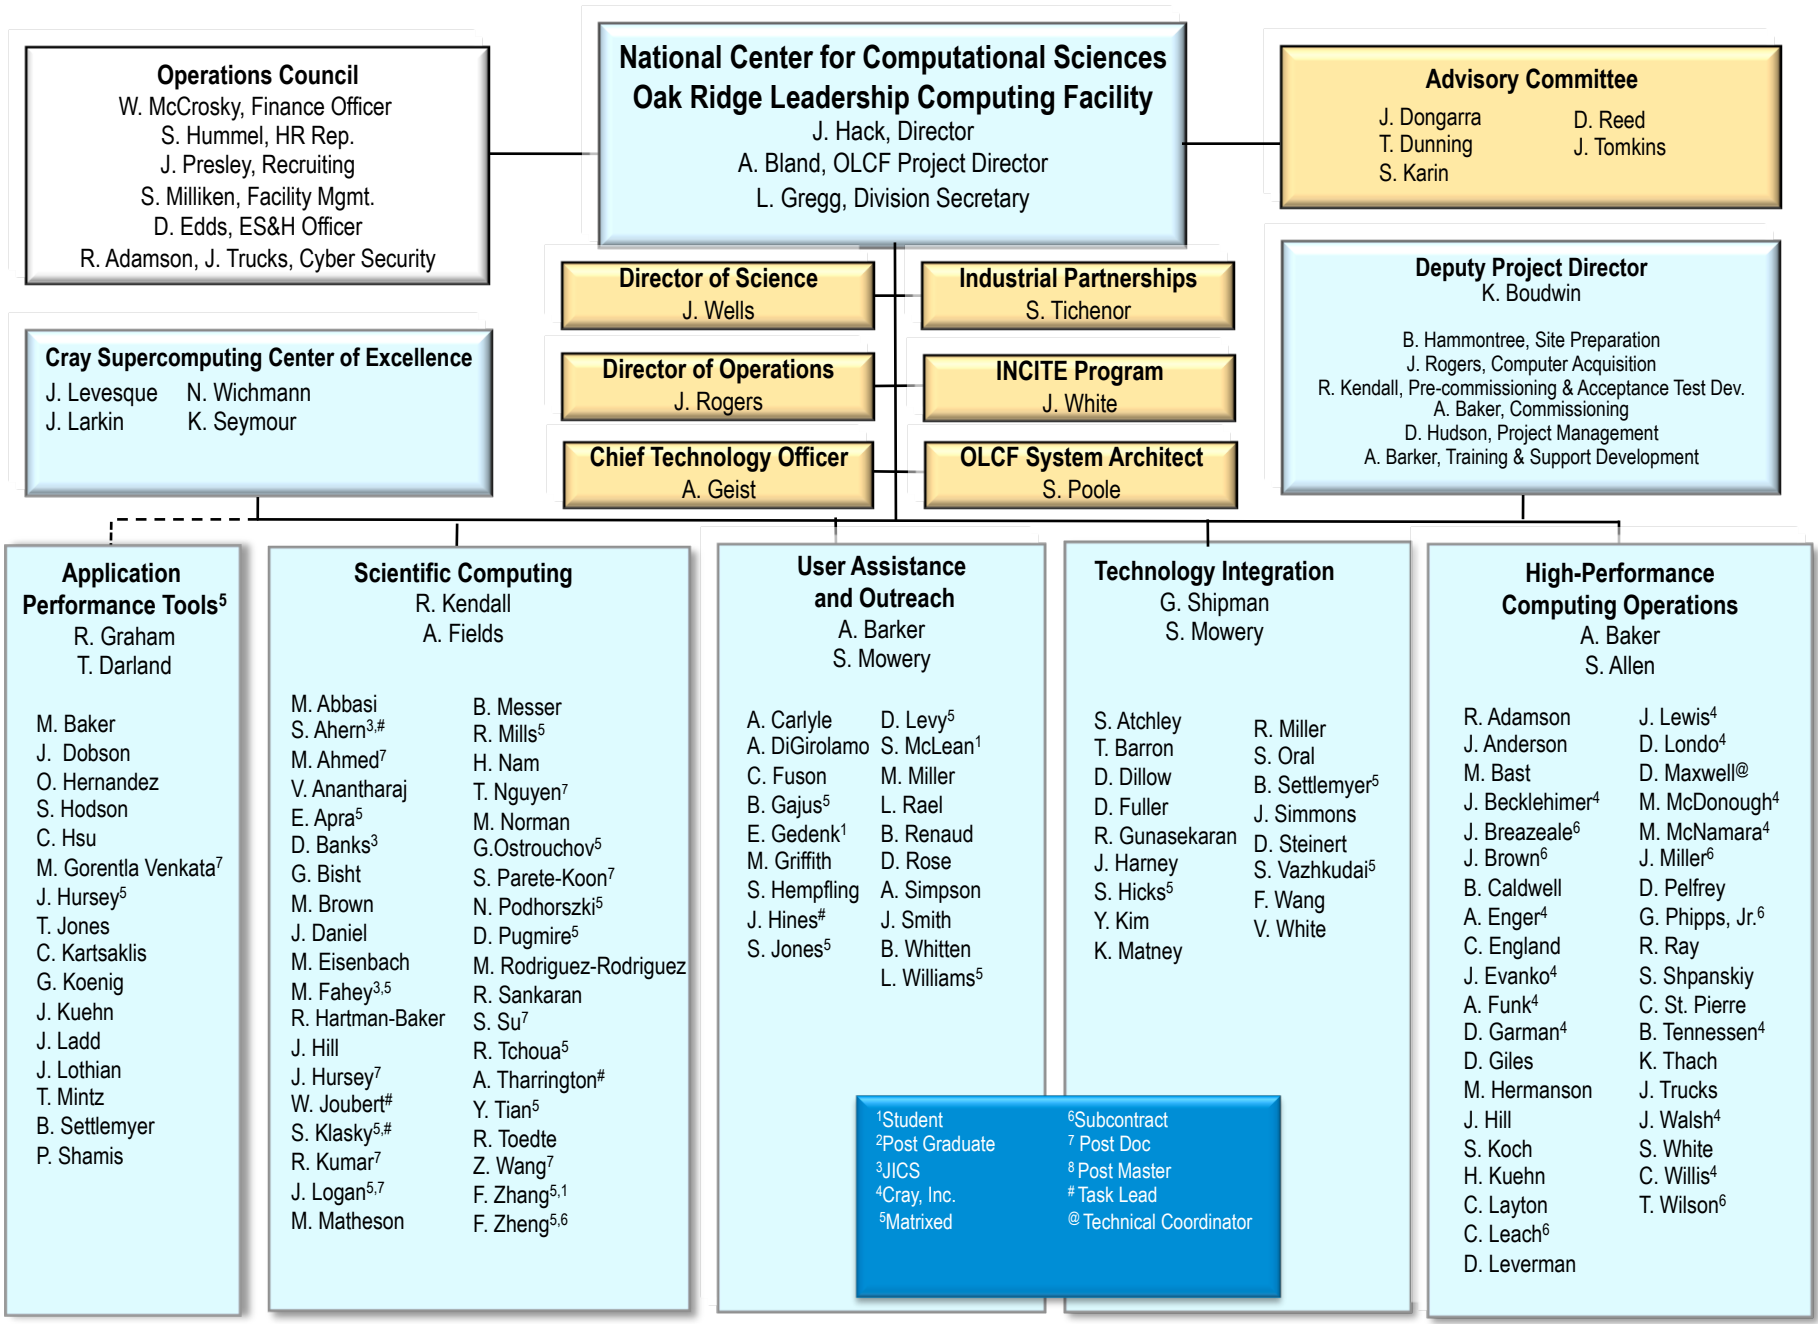 Operations Council
W. McCrosky, Finance Officer
S. Hummel, HR Rep.
J. Presley, Recruiting
S. Milliken, Facility Mgmt.
D. Edds, ES&H Officer
R. Adamson, J. Trucks, Cyber Security
National Center for Computational Sciences
Oak Ridge Leadership Computing Facility
J. Hack, Director
A. Bland, OLCF Project Director
L. Gregg, Division Secretary
Advisory Committee
J. Dongarra
T. Dunning
S. Karin
D. Reed
J. Tomkins
Director of Science
J. Wells
Industrial Partnerships
S. Tichenor
Director of Operations
J. Rogers
INCITE Program
J. White
Chief Technology Officer
A. Geist
OLCF System Architect
S. Poole
Deputy Project Director
K. Boudwin
B. Hammontree, Site Preparation
J. Rogers, Computer Acquisition
R. Kendall, Pre-commissioning & Acceptance Test Dev.
A. Baker, Commissioning
D. Hudson, Project Management
A. Barker, Training & Support Development
Cray Supercomputing Center of Excellence
J. Levesque N. Wichmann
J. Larkin K. Seymour
Application
Performance Tools⁵
R. Graham
T. Darland
M. Baker
J. Dobson
O. Hernandez
S. Hodson
C. Hsu
M. Gorentla Venkata⁷
J. Hursey⁵
T. Jones
C. Kartsaklis
G. Koenig
J. Kuehn
J. Ladd
J. Lothian
T. Mintz
B. Settlemyer
P. Shamis
Scientific Computing
R. Kendall
A. Fields
M. Abbasi
S. Ahern³,#
M. Ahmed⁷
V. Anantharaj
E. Apra⁵
D. Banks³
G. Bisht
M. Brown
J. Daniel
M. Eisenbach
M. Fahey³,⁵
R. Hartman-Baker
J. Hill
J. Hursey⁷
W. Joubert#
S. Klasky⁵,#
R. Kumar⁷
J. Logan⁵,⁷
M. Matheson
B. Messer
R. Mills⁵
H. Nam
T. Nguyen⁷
M. Norman
G.Ostrouchov⁵
S. Parete-Koon⁷
N. Podhorszki⁵
D. Pugmire⁵
M. Rodriguez-Rodriguez
R. Sankaran
S. Su⁷
R. Tchoua⁵
A. Tharrington#
Y. Tian⁵
R. Toedte
Z. Wang⁷
F. Zhang⁵,¹
F. Zheng⁵,⁶
User Assistance
and Outreach
A. Barker
S. Mowery
A. Carlyle
A. DiGirolamo
C. Fuson
B. Gajus⁵
E. Gedenk¹
M. Griffith
S. Hempfling
J. Hines#
S. Jones⁵
D. Levy⁵
S. McLean¹
M. Miller
L. Rael
B. Renaud
D. Rose
A. Simpson
J. Smith
B. Whitten
L. Williams⁵
Technology Integration
G. Shipman
S. Mowery
S. Atchley
T. Barron
D. Dillow
D. Fuller
R. Gunasekaran
J. Harney
S. Hicks⁵
Y. Kim
K. Matney
R. Miller
S. Oral
B. Settlemyer⁵
J. Simmons
D. Steinert
S. Vazhkudai⁵
F. Wang
V. White
High-Performance
Computing Operations
A. Baker
S. Allen
R. Adamson
J. Anderson
M. Bast
J. Becklehimer⁴
J. Breazeale⁶
J. Brown⁶
B. Caldwell
A. Enger⁴
C. England
J. Evanko⁴
A. Funk⁴
D. Garman⁴
D. Giles
M. Hermanson
J. Hill
S. Koch
H. Kuehn
C. Layton
C. Leach⁶
D. Leverman
J. Lewis⁴
D. Londo⁴
D. Maxwell@
M. McDonough⁴
M. McNamara⁴
J. Miller⁶
D. Pelfrey
G. Phipps, Jr.⁶
R. Ray
S. Shpanskiy
C. St. Pierre
B. Tennessen⁴
K. Thach
J. Trucks
J. Walsh⁴
S. White
C. Willis⁴
T. Wilson⁶
¹Student
²Post Graduate
³JICS
⁴Cray, Inc.
⁵Matrixed
⁶Subcontract
⁷ Post Doc
⁸ Post Master
# Task Lead
@ Technical Coordinator